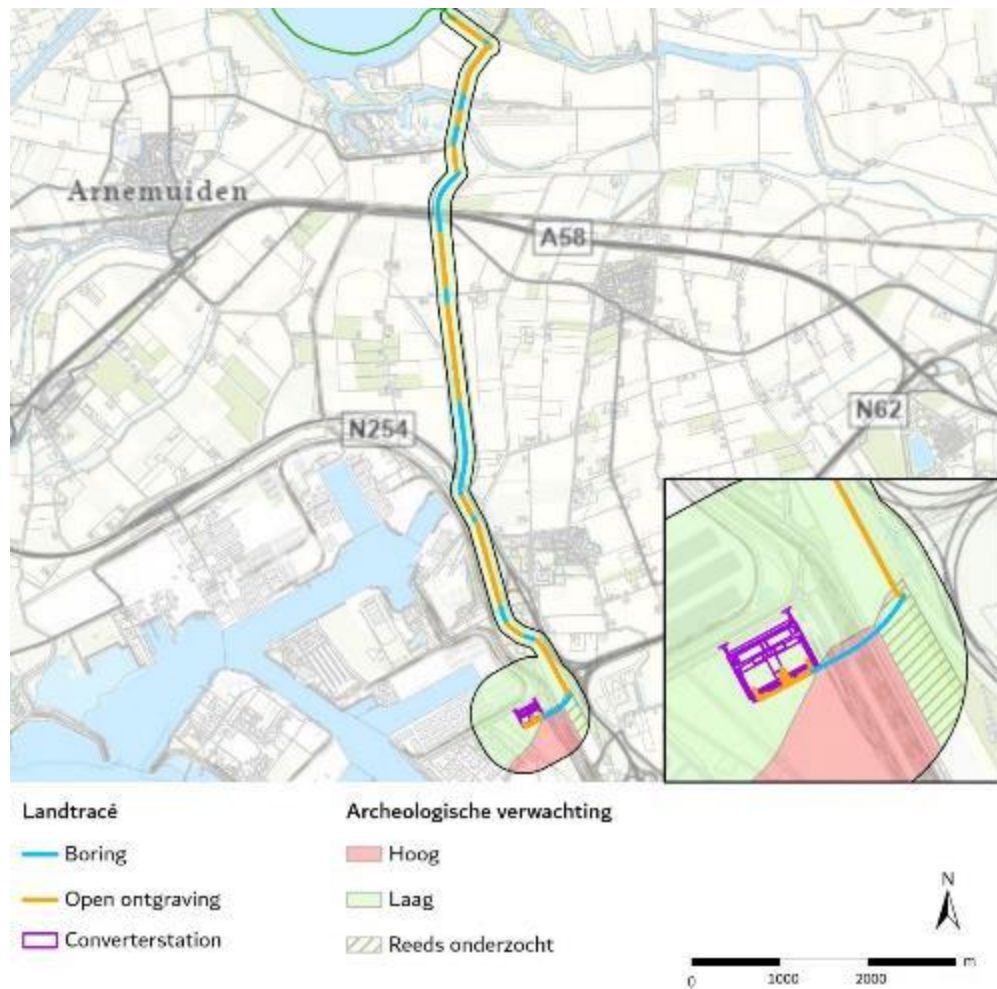 Arnemuiden
A58
N62
N254
Landtracé
Boring
Open ontgraving
Converterstation
Archeologische verwachting
Hoog
Laag
Reeds onderzocht
N
m
0 1000 2000